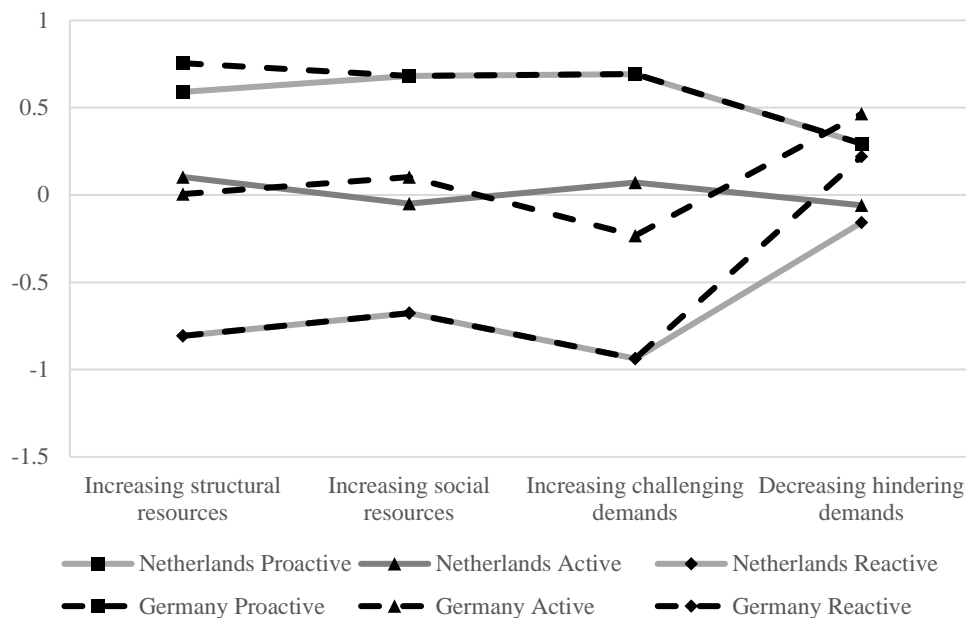 1
0.5
0
-0.5
-1
-1.5
Increasing structural resources
Increasing social resources
Increasing challenging demands
Decreasing hindering demands
Netherlands Proactive
Netherlands Active
Netherlands Reactive
Germany Proactive
Germany Active
Germany Reactive